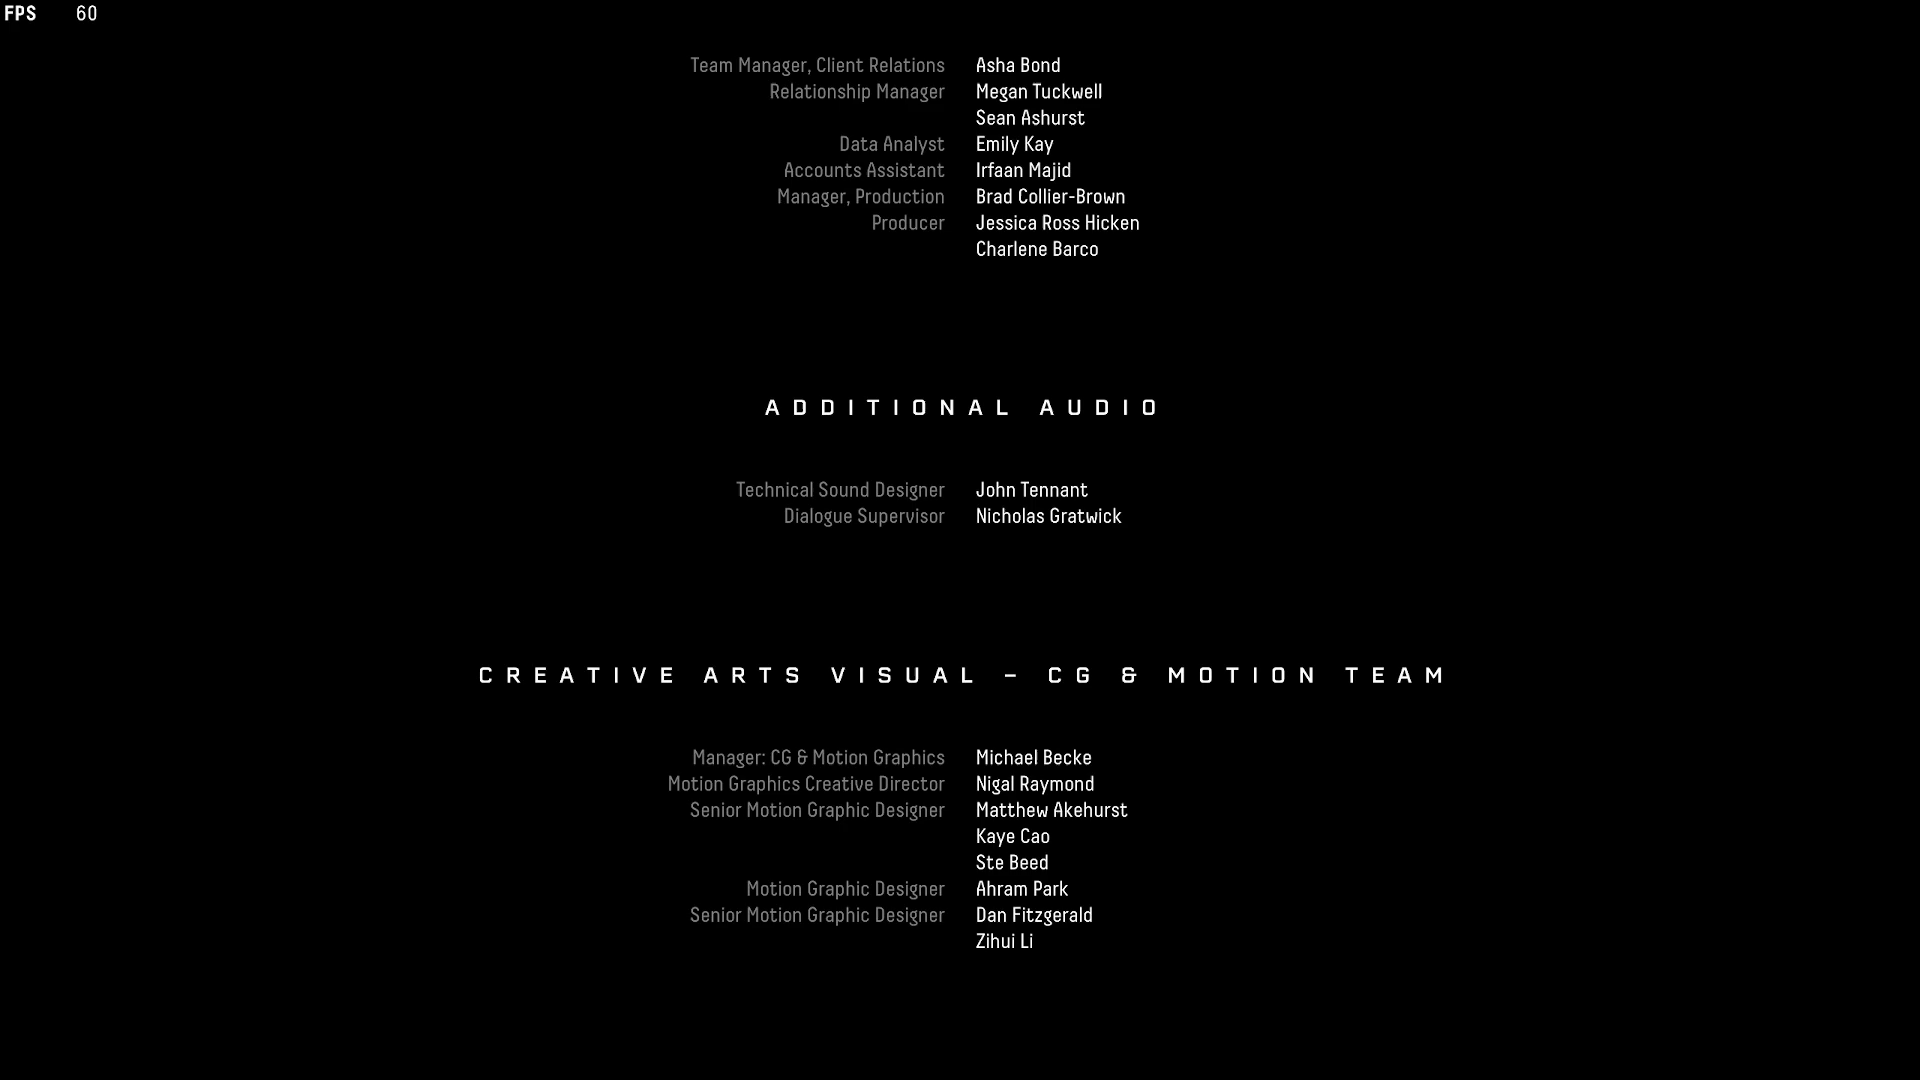 FPS 60
Team Manager, Client Relations Asha Bond
Relationship Manager Megan Tuckwell
Sean Ashurst
Data Analyst Emily Kay
Accounts Assistant Irfaan Majid
Manager, Production Brad Collier-Brown
Producer Jessica Ross Hicken
Charlene Barco
ADDITIONAL AUDIO
Technical Sound Designer John Tennant
Dialogue Supervisor Nicholas Gratwick
CREATIVE ARTS VISUAL – CG & MOTION TEAM
Manager: CG & Motion Graphics Michael Becke
Motion Graphics Creative Director Nigal Raymond
Senior Motion Graphic Designer Matthew Akehurst
Kaye Cao
Ste Beed
Motion Graphic Designer Ahram Park
Senior Motion Graphic Designer Dan Fitzgerald
Zihui Li